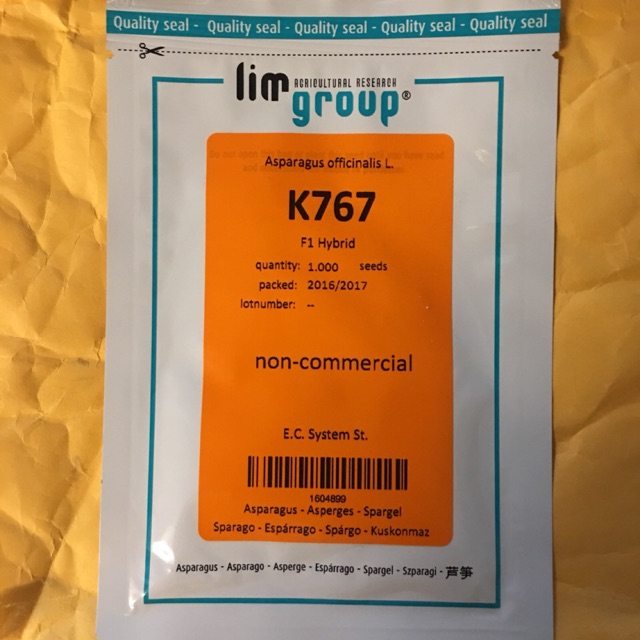 Quality seal - Quality seal - Quality seal - Quality seal - Quality seal
lim AGRICULTURAL RESEARCH
group®
Asparagus officinalis L.
K767
F1 Hybrid
quantity: 1.000 seeds
packed: 2016/2017
lotnumber: --
non-commercial
E.C. System St.
1604899
Asparagus - Asperges - Spargel
Sparago - Espárrago - Spárgo - Kuskonmaz
Asparagus - Asparago - Asperge - Espárrago - Spargel - Szparagi - 芦笋